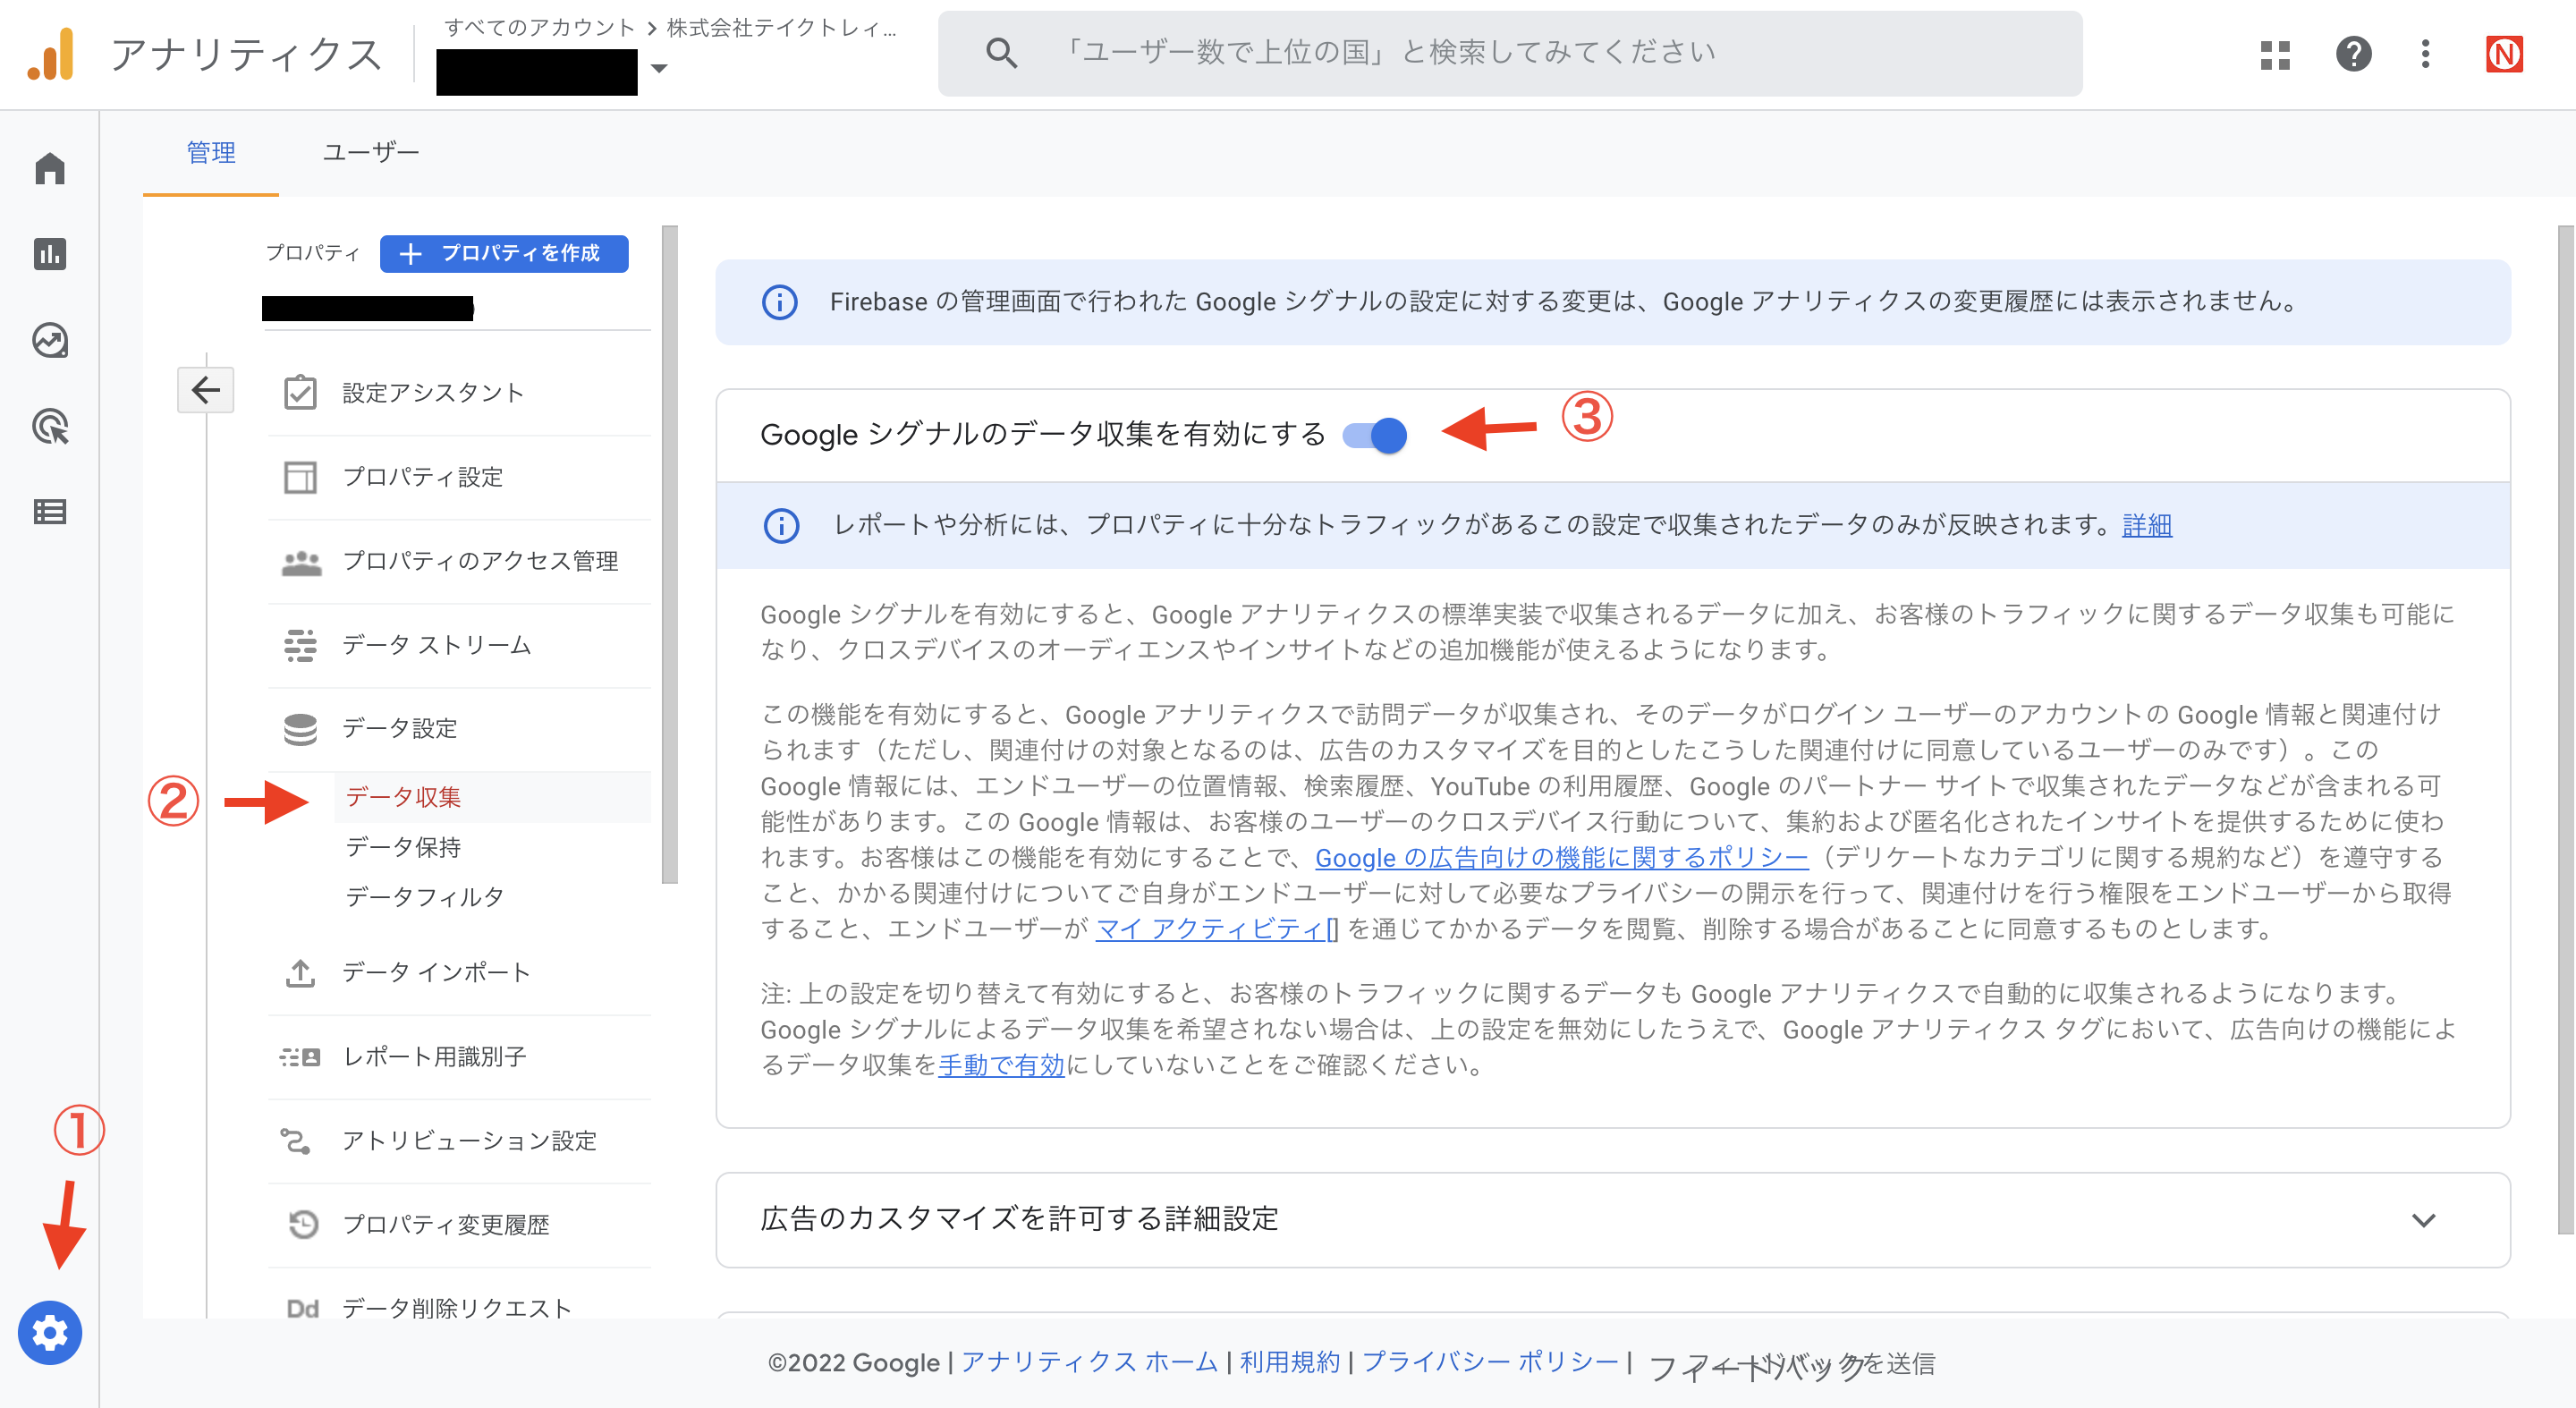 アナリティクス
すべてのアカウント > 株式会社テイクトレィ...
「ユーザー数で上位の国」と検索してみてください
N
管理
ユーザー
プロパティ
+ プロパティを作成
設定アシスタント
プロパティ設定
プロパティのアクセス管理
データ ストリーム
データ設定
②
データ収集
データ保持
データフィルタ
データ インポート
レポート用識別子
①
アトリビューション設定
プロパティ変更履歴
Dd データ削除リクエスト
Firebase の管理画面で行われた Google シグナルの設定に対する変更は、Google アナリティクスの変更履歴には表示されません。
Google シグナルのデータ収集を有効にする
③
レポートや分析には、プロパティに十分なトラフィックがあるこの設定で収集されたデータのみが反映されます。詳細
Google シグナルを有効にすると、Google アナリティクスの標準実装で収集されるデータに加え、お客様のトラフィックに関するデータ収集も可能に
なり、クロスデバイスのオーディエンスやインサイトなどの追加機能が使えるようになります。
この機能を有効にすると、Google アナリティクスで訪問データが収集され、そのデータがログイン ユーザーのアカウントの Google 情報と関連付け
られます（ただし、関連付けの対象となるのは、広告のカスタマイズを目的としたこうした関連付けに同意しているユーザーのみです）。この
Google 情報には、エンドユーザーの位置情報、検索履歴、YouTube の利用履歴、Google のパートナー サイトで収集されたデータなどが含まれる可
能性があります。この Google 情報は、お客様のユーザーのクロスデバイス行動について、集約および匿名化されたインサイトを提供するために使わ
れます。お客様はこの機能を有効にすることで、Google の広告向けの機能に関するポリシー（デリケートなカテゴリに関する規約など）を遵守する
こと、かかる関連付けについてご自身がエンドユーザーに対して必要なプライバシーの開示を行って、関連付けを行う権限をエンドユーザーから取得
すること、エンドユーザーが マイ アクティビティ[] を通じてかかるデータを閲覧、削除する場合があることに同意するものとします。
注: 上の設定を切り替えて有効にすると、お客様のトラフィックに関するデータも Google アナリティクスで自動的に収集されるようになります。
Google シグナルによるデータ収集を希望されない場合は、上の設定を無効にしたうえで、Google アナリティクス タグにおいて、広告向けの機能によ
るデータ収集を手動で有効にしていないことをご確認ください。
広告のカスタマイズを許可する詳細設定
©2022 Google | アナリティクス ホーム | 利用規約 | プライバシー ポリシー | フィードバックを送信